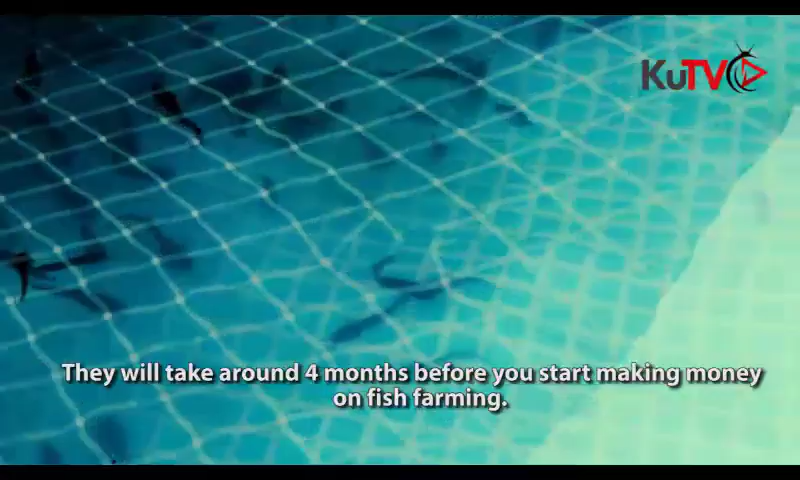 KuTV
They will take around 4 months before you start making money
on fish farming.